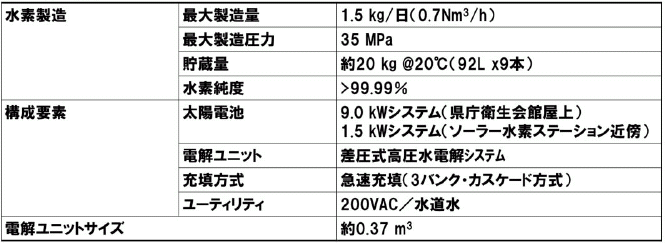 水素製造 最大製造量 1.5 kg/日(0.7Nm³/h)
最大製造圧力 35 MPa
貯蔵量 約20 kg @20℃(92L x9本)
水素純度 >99.99%
構成要素 太陽電池 9.0 kWシステム(県庁衛生会館屋上)
1.5 kWシステム(ソーラー水素ステーション近傍)
電解ユニット 差圧式高圧水電解システム
充填方式 急速充填(3バンク・カスケード方式)
ユーティリティ 200VAC/水道水
電解ユニットサイズ 約0.37 m³